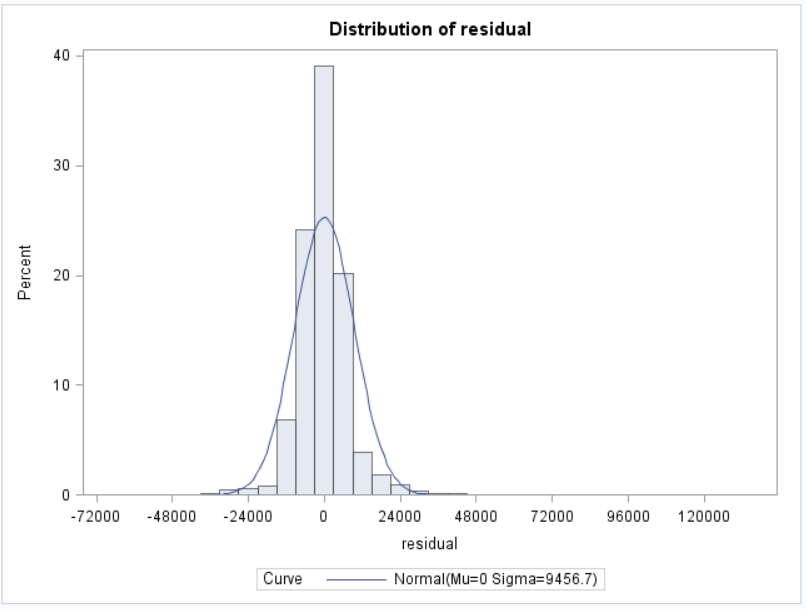 Distribution of residual
40
30
20
10
0
Percent
-72000 -48000 -24000 0 24000 48000 72000 96000 120000
residual
Curve Normal(Mu=0 Sigma=9456.7)